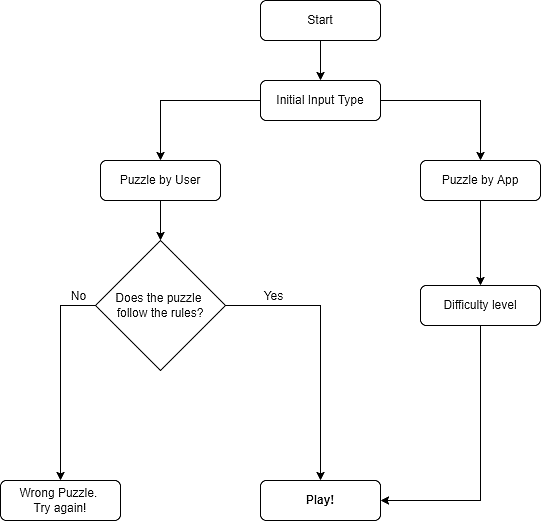 Start
Initial Input Type
Puzzle by User
Puzzle by App
No
Does the puzzle
follow the rules?
Yes
Difficulty level
Wrong Puzzle.
Try again!
Play!